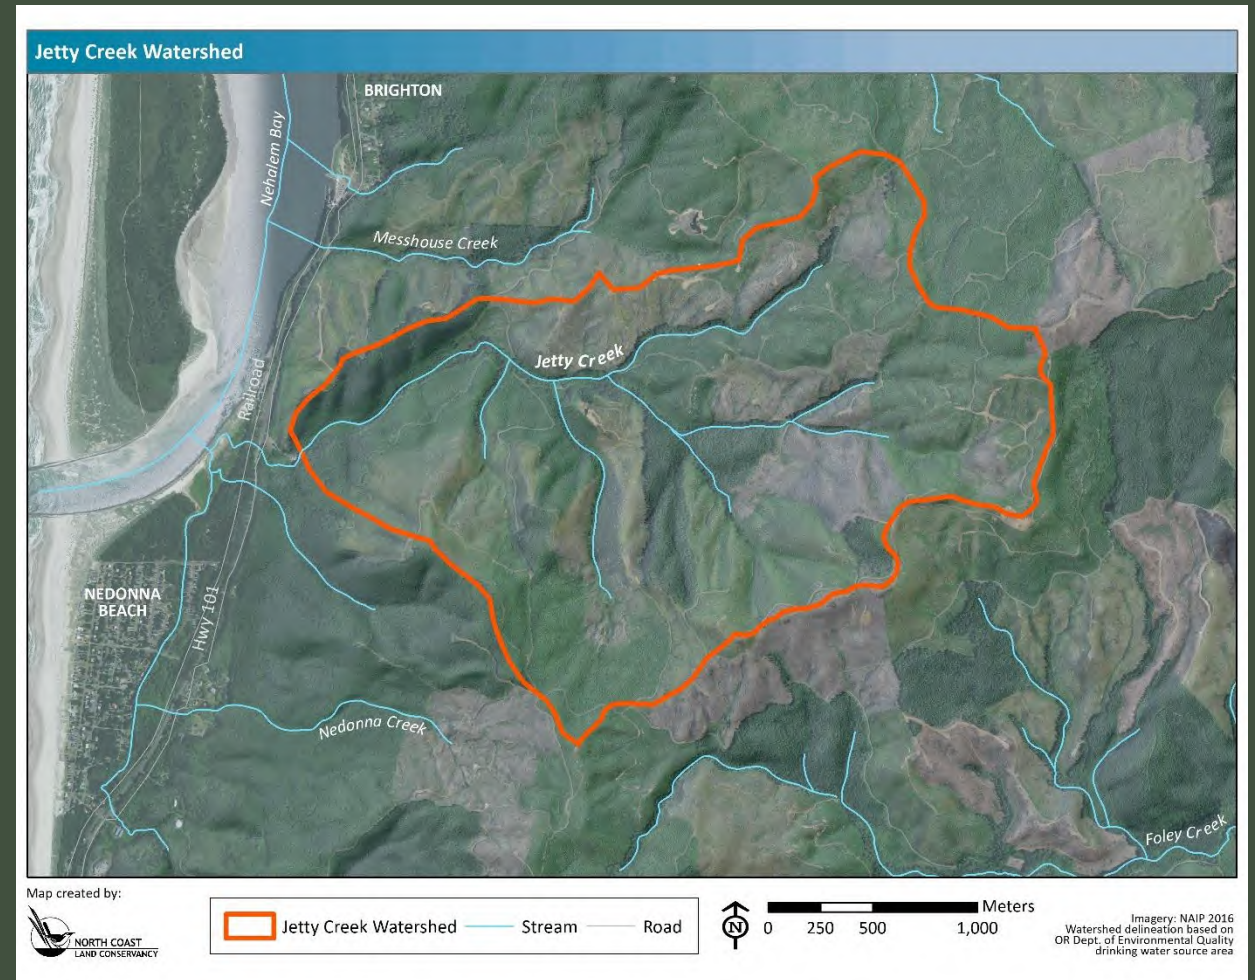 Jetty Creek Watershed
BRIGHTON
Nehalem Bay
Messhouse Creek
Jetty Creek
Railroad
NEDONNA
BEACH
Hwy 101
Nedonna Creek
Foley Creek
Map created by:
NORTH COAST
LAND CONSERVANCY
Jetty Creek Watershed
Stream
Road
N
Meters
0 250 500 1,000
Imagery: NAIP 2016
Watershed delineation based on
OR Dept. of Environmental Quality
drinking water source area